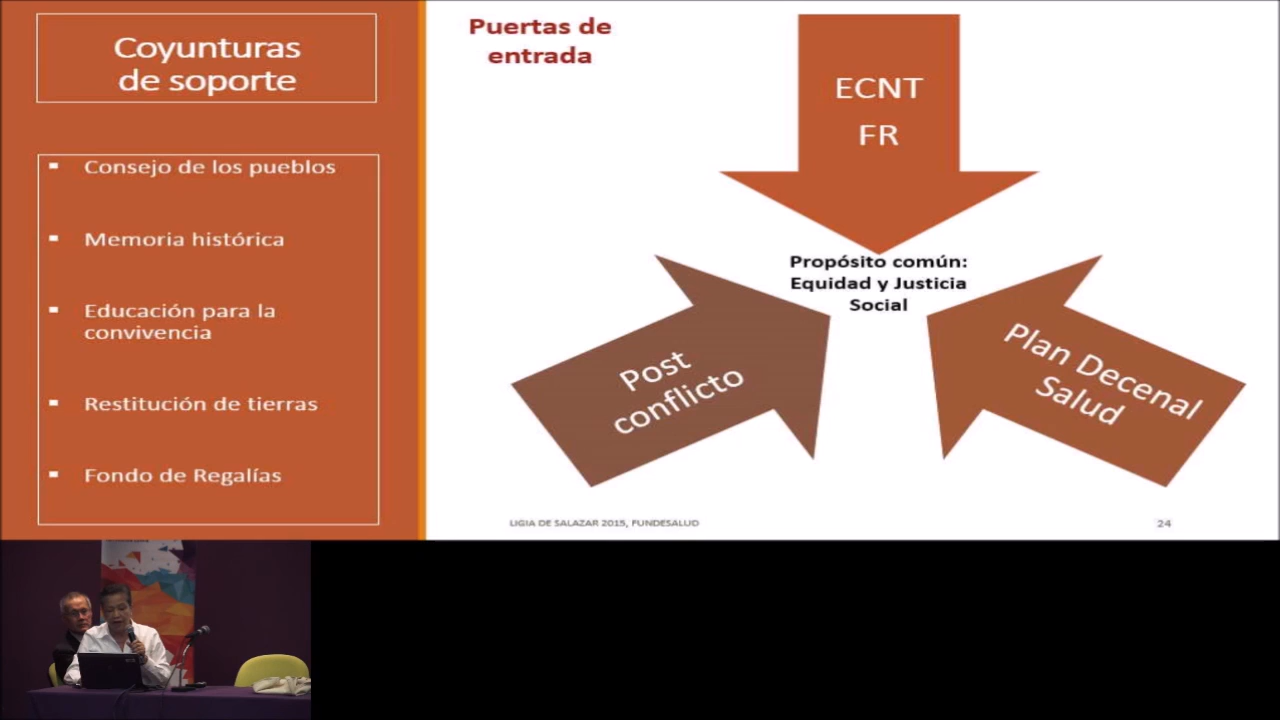 Coyunturas
de soporte
Consejo de los pueblos
Memoria histórica
Educación para la
convivencia
Restitución de tierras
Fondo de Regalías
Puertas de
entrada
ECNT
FR
Propósito común:
Equidad y Justicia
Social
Post
conflicto
Plan Decenal
Salud
LIGIA DE SALAZAR 2015, FUNDESALUD
24